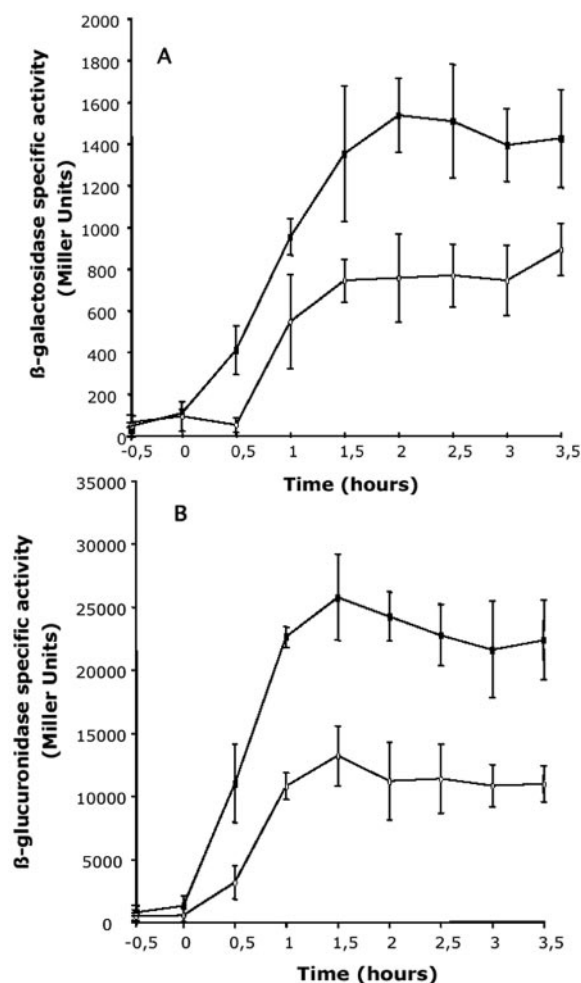 A
ß-galactosidase specific activity
(Miller Units)
2000
1800
1600
1400
1200
1000
800
600
400
200
0
-0,5 0 0,5 1 1,5 2 2,5 3 3,5
Time (hours)
B
ß-glucuronidase specific activity
(Miller Units)
35000
30000
25000
20000
15000
10000
5000
0
-0,5 0 0,5 1 1,5 2 2,5 3 3,5
Time (hours)